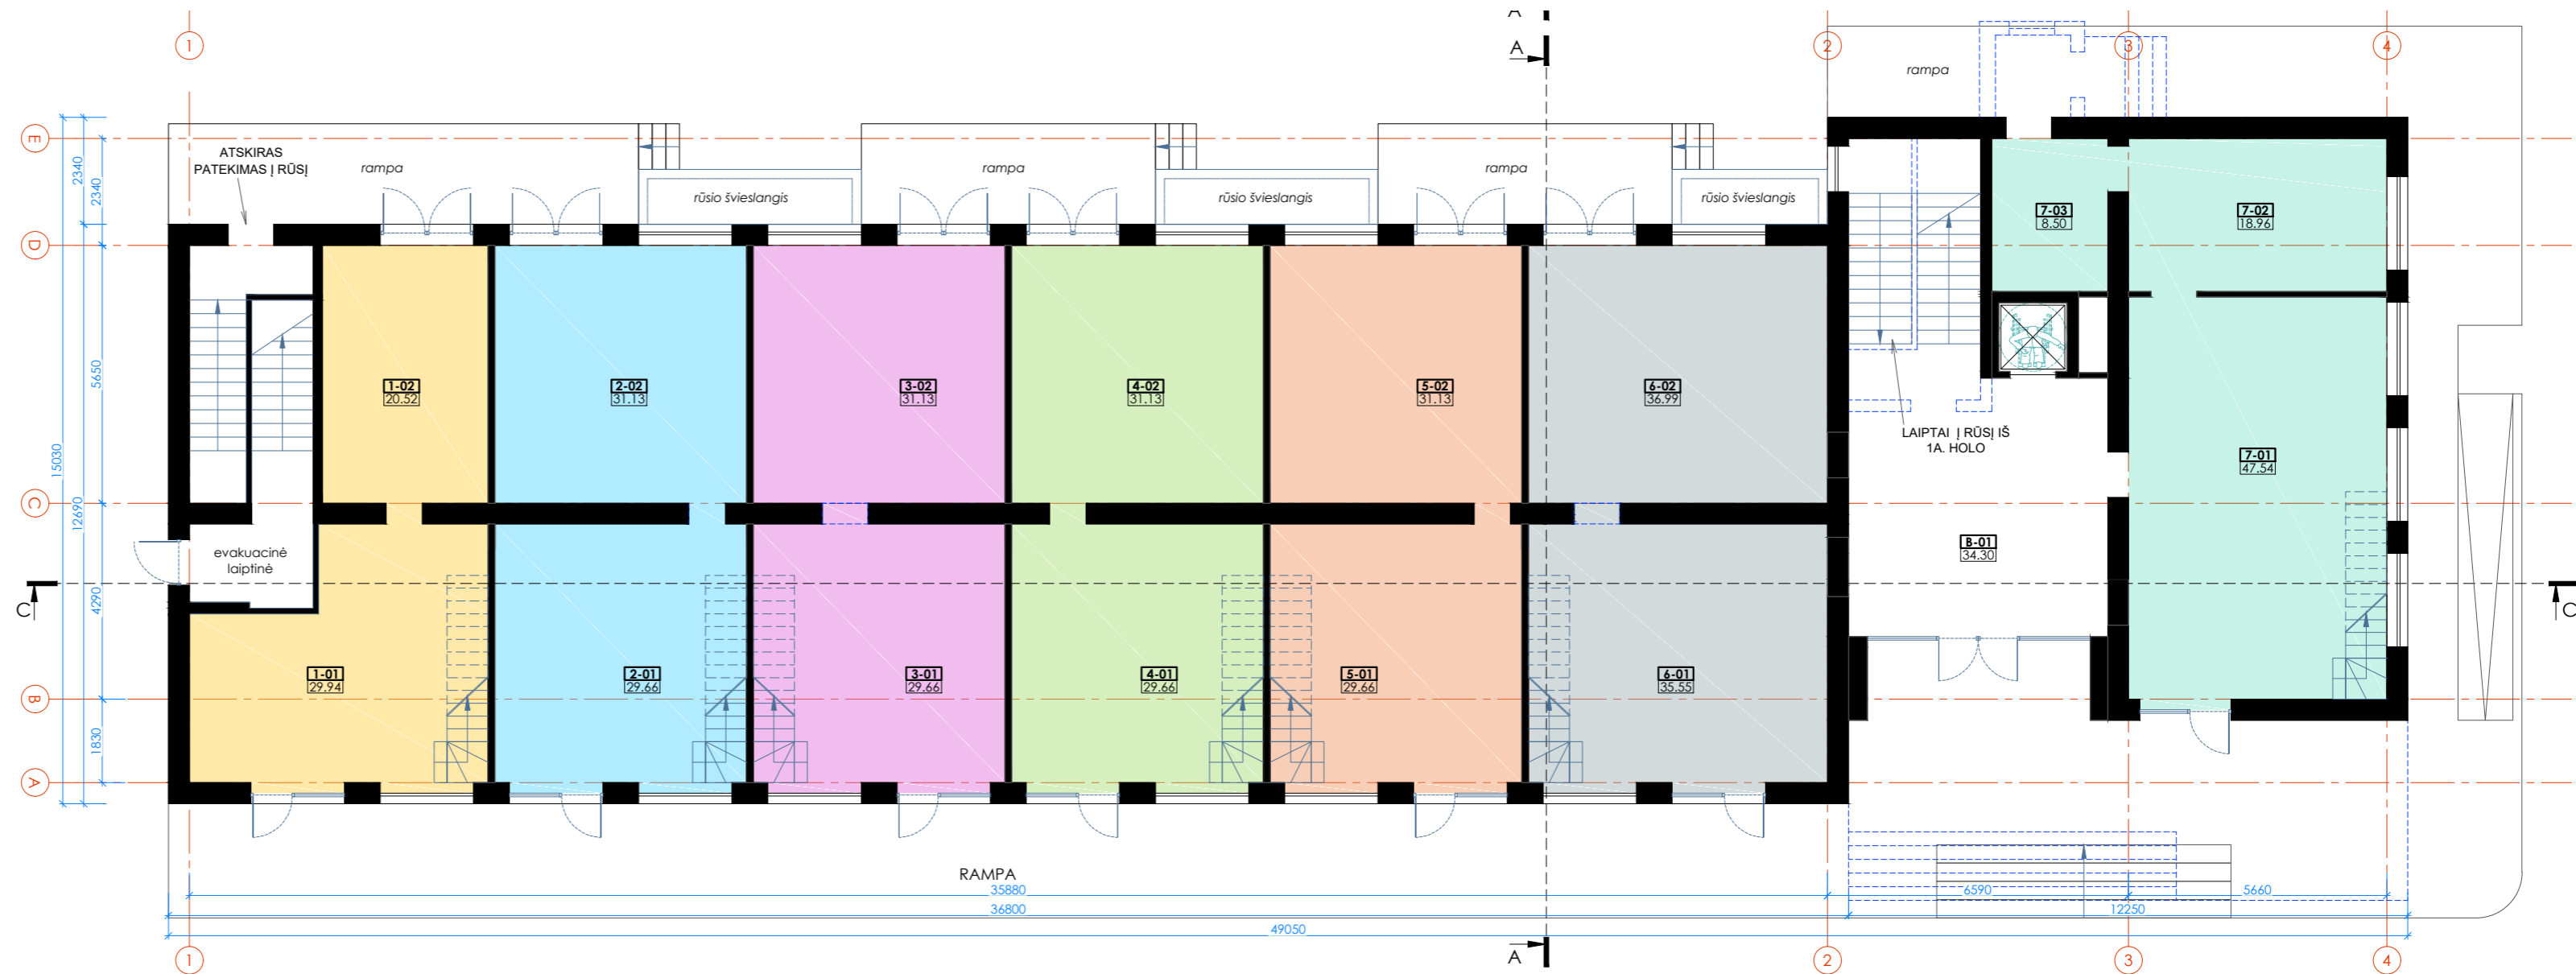 A
1
A
2
3
4
rampa
E
ATSKIRAS
PATEKIMAS Į RŪSĮ
rampa
rampa
rampa
2340
2340
rūsio švieslangis
rūsio švieslangis
rūsio švieslangis
D
7-03
8.50
7-02
18.96
5650
1-02
20.52
2-02
31.13
3-02
31.13
4-02
31.13
5-02
31.13
6-02
36.99
LAIPTAI Į RŪSĮ IŠ
1A. HOLO
7-01
47.54
15030
12690
C
evakuacinė
laiptinė
B-01
34.30
C
C
4290
1-01
29.94
2-01
29.66
3-01
29.66
4-01
29.66
5-01
29.66
6-01
35.55
B
1830
A
RAMPA
35880
6590
5660
36800
12250
49050
A
1
2
3
4